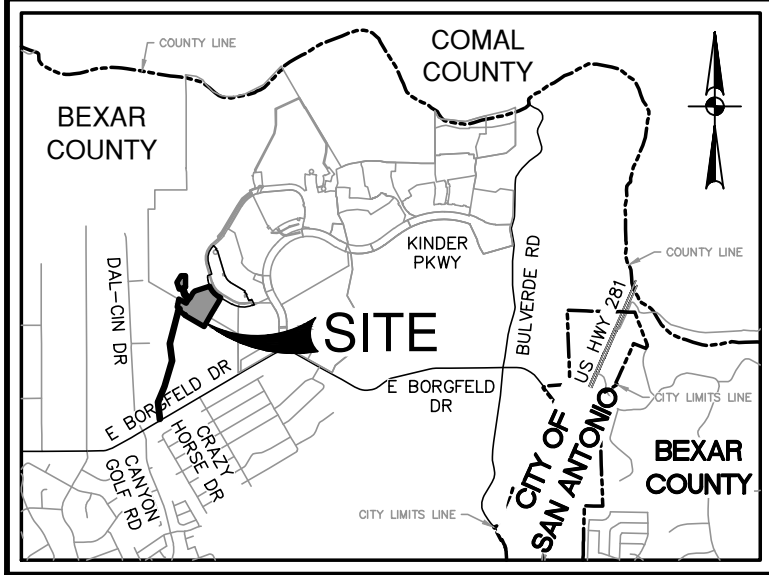 COUNTY LINE
COMAL
COUNTY
BEXAR
COUNTY
KINDER
PKWY
BULVERDE RD
COUNTY LINE
US HWY 281
DAL-CIN DR
SITE
E BORGFELD DR
E BORGFELD
DR
CITY LIMITS LINE
CITY OF
SAN ANTONIO
BEXAR
COUNTY
CRAZY
HORSE DR
CANYON
GOLF RD
CITY LIMITS LINE